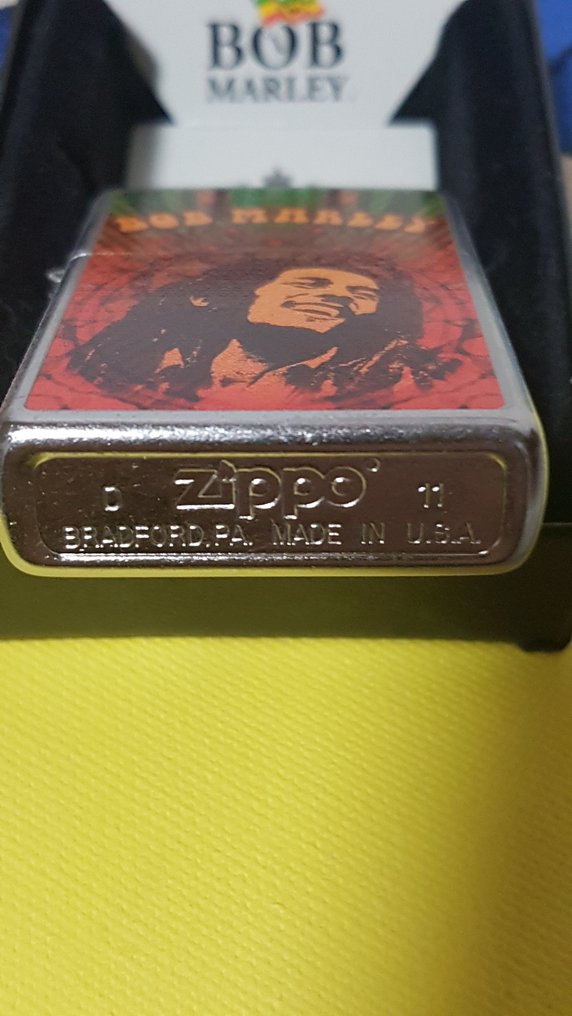 BOB
MARLEY
BOB MARLEY
D zippo 11
BRADFORD, PA. MADE IN U.S.A.